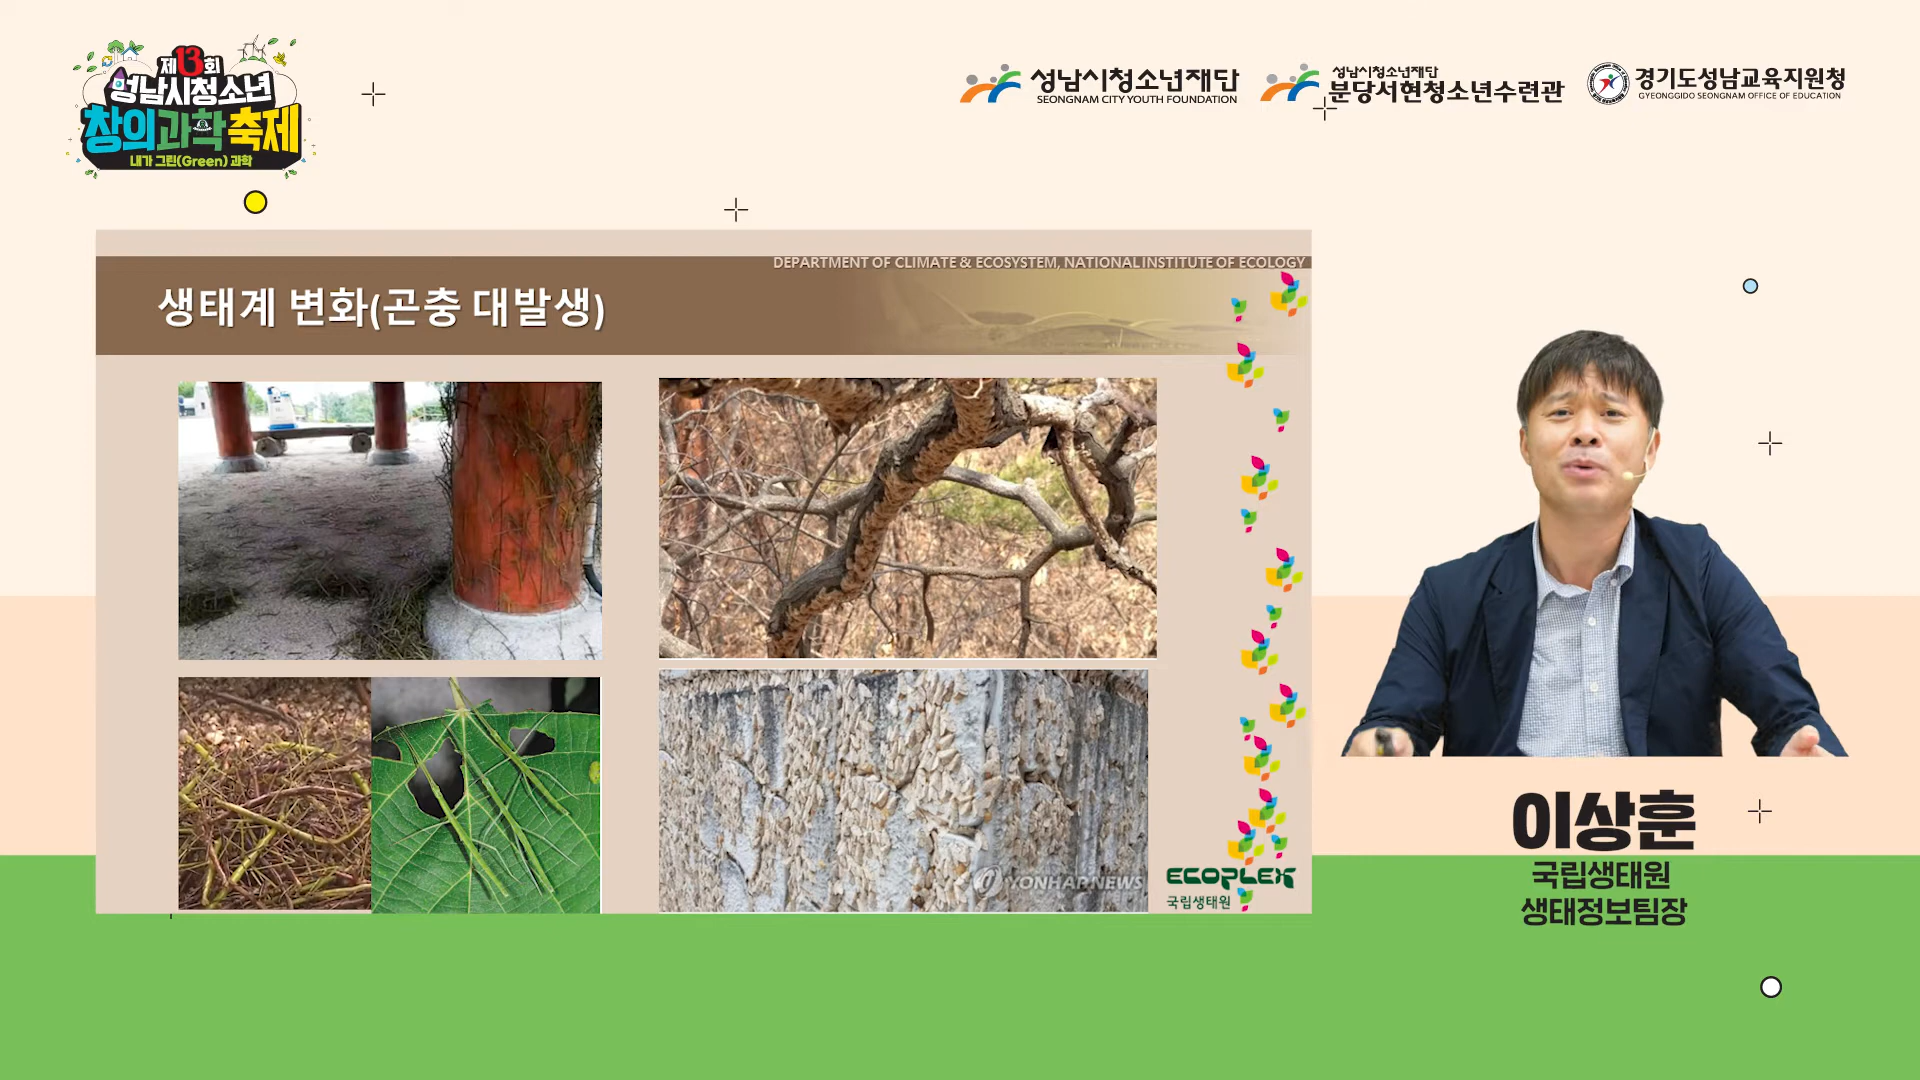 제13회
성남시청소년
창의과학축제
내가 그린(Green) 과학
성남시청소년재단
SEONGNAM CITY YOUTH FOUNDATION
성남시청소년재단
분당서현청소년수련관
경기도성남교육지원청
GYEONGGIDO SEONGNAM OFFICE OF EDUCATION
DEPARTMENT OF CLIMATE & ECOSYSTEM, NATIONAL INSTITUTE OF ECOLOGY
생태계 변화(곤충 대발생)
YONHAPNEWS
ECOPLEX
국립생태원
이상훈
국립생태원
생태정보팀장